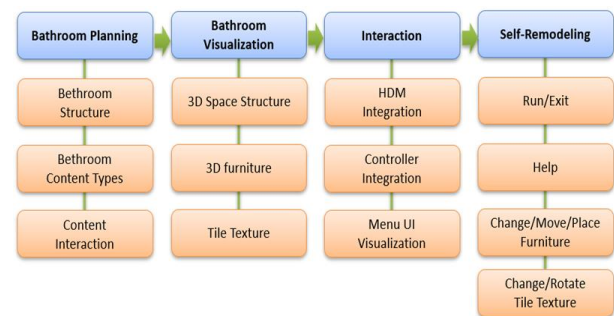 Bathroom Planning
Bethroom
Structure
Bethroom
Content Types
Content
Interaction
Bathroom
Visualization
3D Space Structure
3D furniture
Tile Texture
Interaction
HDM
Integration
Controller
Integration
Menu UI
Visualization
Self-Remodeling
Run/Exit
Help
Change/Move/Place
Furniture
Change/Rotate
Tile Texture